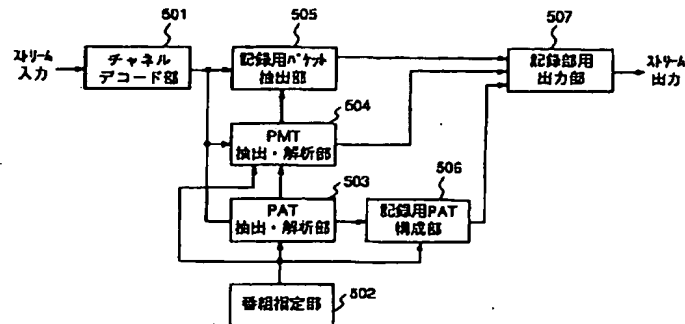 501
505
507
ストリーム
入力
チャネル
デコード部
記録用パケット
抽出部
記録部用
出力部
ストリーム
出力
504
PMT
抽出・解析部
503
506
PAT
抽出・解析部
記録用PAT
構成部
番組指定部
502